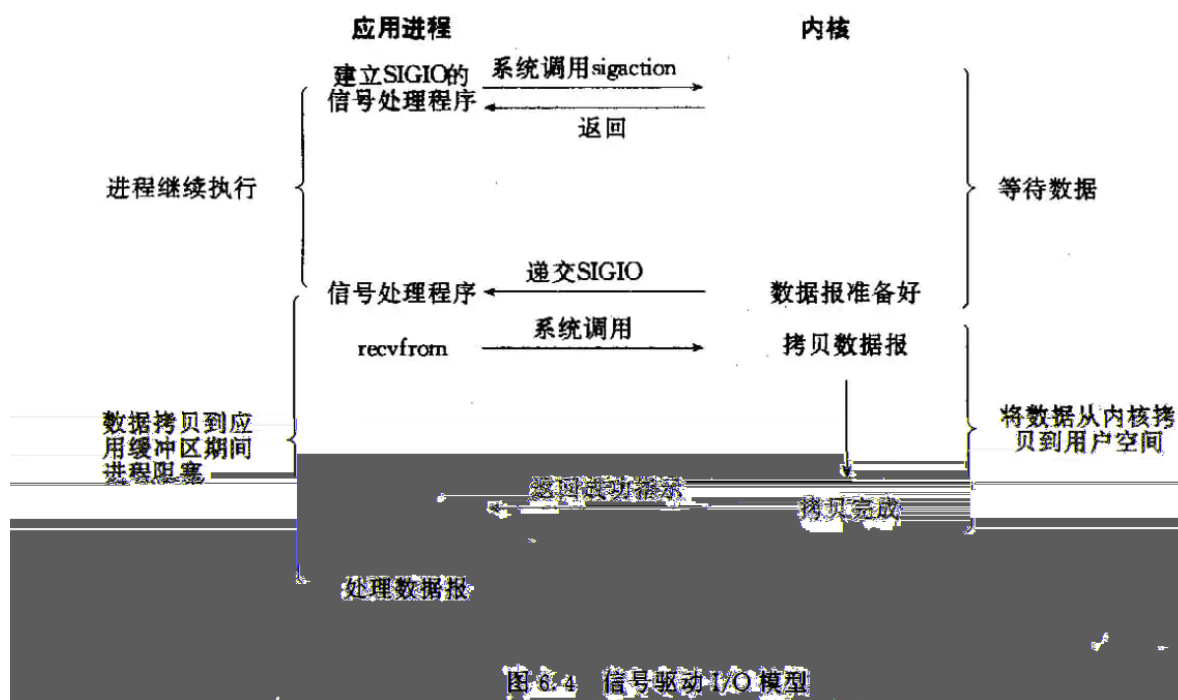 应用进程
内核
建立SIGIO的
信号处理程序
系统调用sigaction
返回
进程继续执行
等待数据
递交SIGIO
信号处理程序
数据报准备好
系统调用
recvfrom
拷贝数据报
数据拷贝到应
用缓冲区期间
进程阻塞
将数据从内核拷
贝到用户空间
返回成功指示
拷贝完成
处理数据报
图 6.4 信号驱动I/O模型